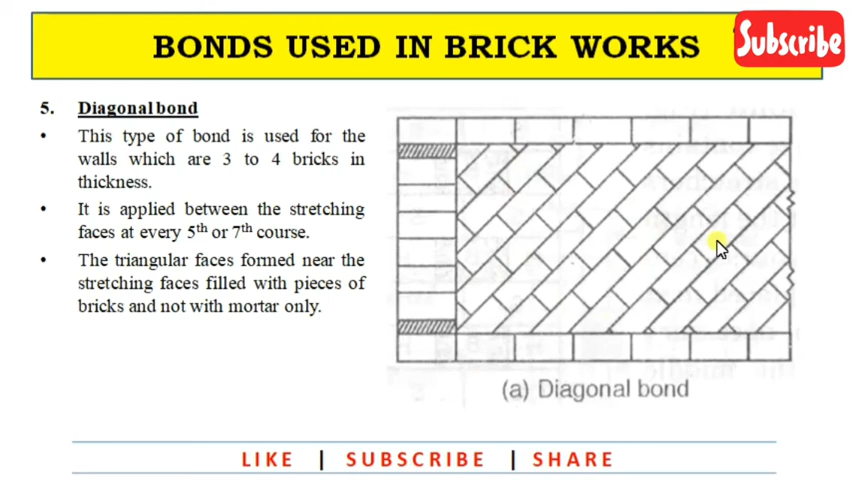 BONDS USED IN BRICK WORKS
Subscribe
5. Diagonal bond
• This type of bond is used for the
walls which are 3 to 4 bricks in
thickness.
• It is applied between the stretching
faces at every 5th or 7th course.
• The triangular faces formed near the
stretching faces filled with pieces of
bricks and not with mortar only.
(a) Diagonal bond
LIKE | SUBSCRIBE | SHARE